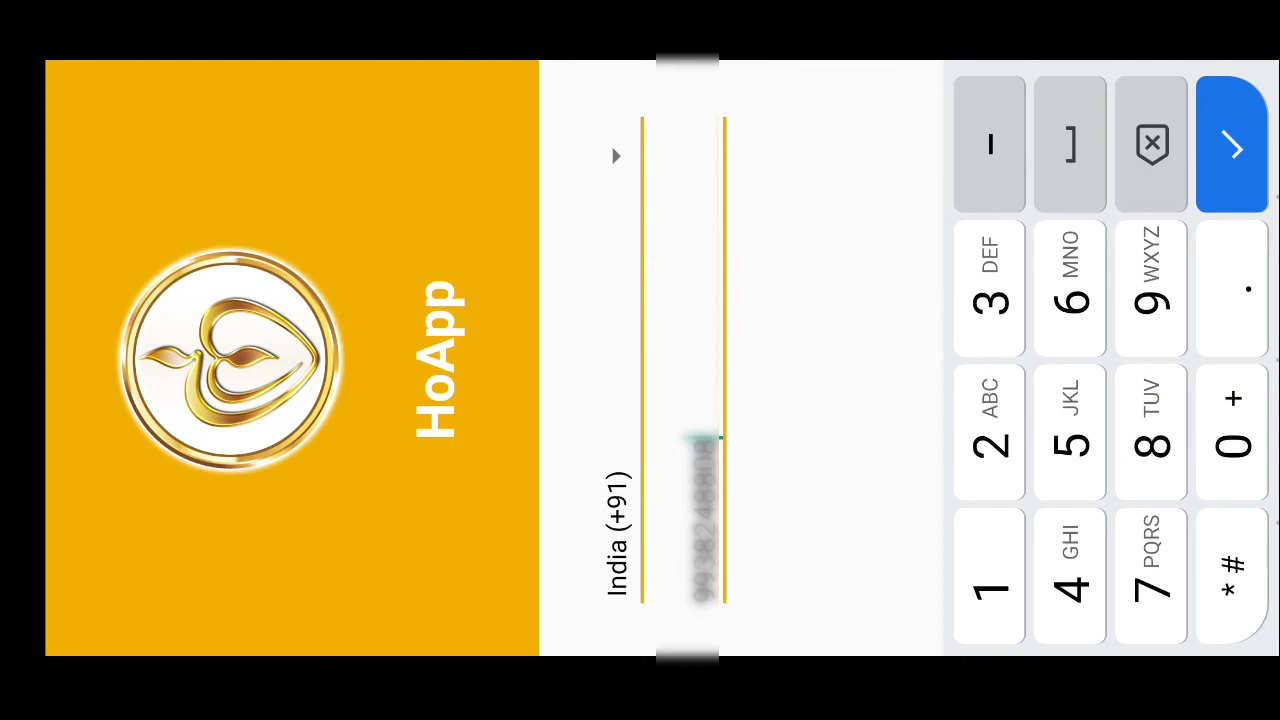 HoApp
India (+91)
1
2 ABC
3 DEF
–
4 GHI
5 JKL
6 MNO
7 PQRS
8 TUV
9 WXYZ
* #
0 +
.